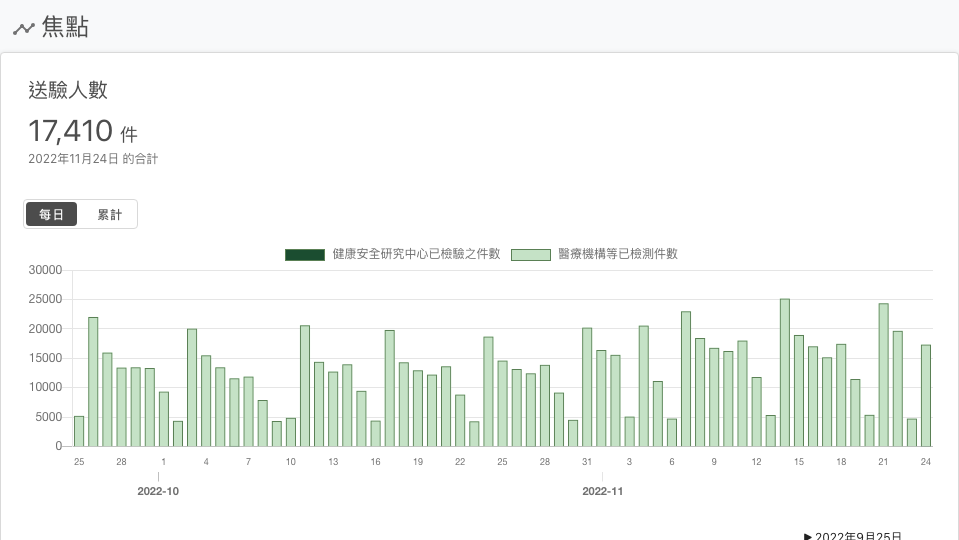 焦點
送驗人數
17,410 件
2022年11月24日 的合計
每日 累計
健康安全研究中心已檢驗之件數 醫療機構等已檢測件數
30000
25000
20000
15000
10000
5000
0
25 28 1 4 7 10 13 16 19 22 25 28 31 3 6 9 12 15 18 21 24
2022-10 2022-11
▶ 2022年9月25日